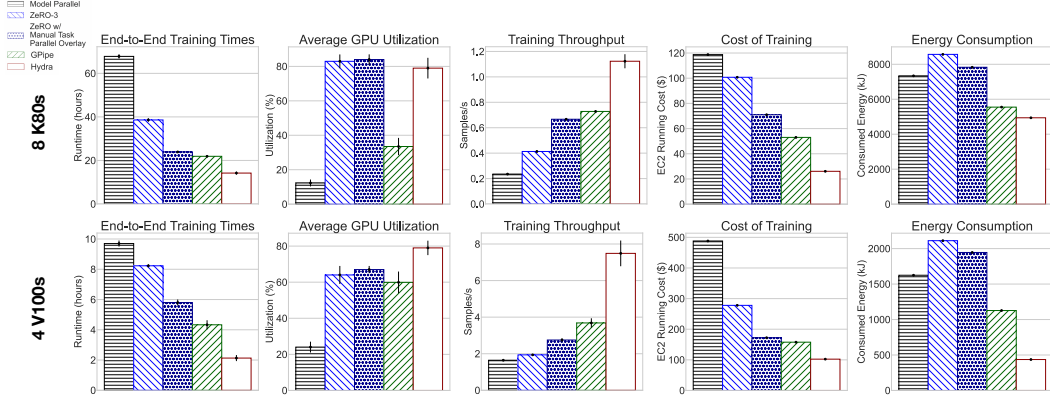 Model Parallel
ZeRO-3
ZeRO w/
Manual Task
Parallel Overlay
GPipe
Hydra
8 K80s
End-to-End Training Times
Runtime (hours)
60
40
20
0
Average GPU Utilization
Utilization (%)
80
60
40
20
0
Training Throughput
Samples/s
1.2
1.0
0.8
0.6
0.4
0.2
0.0
Cost of Training
EC2 Running Cost ($)
120
100
80
60
40
20
0
Energy Consumption
Consumed Energy (kJ)
8000
6000
4000
2000
0
4 V100s
End-to-End Training Times
Runtime (hours)
10
8
6
4
2
0
Average GPU Utilization
Utilization (%)
80
60
40
20
0
Training Throughput
Samples/s
8
6
4
2
0
Cost of Training
EC2 Running Cost ($)
500
400
300
200
100
0
Energy Consumption
Consumed Energy (kJ)
2000
1500
1000
500
0